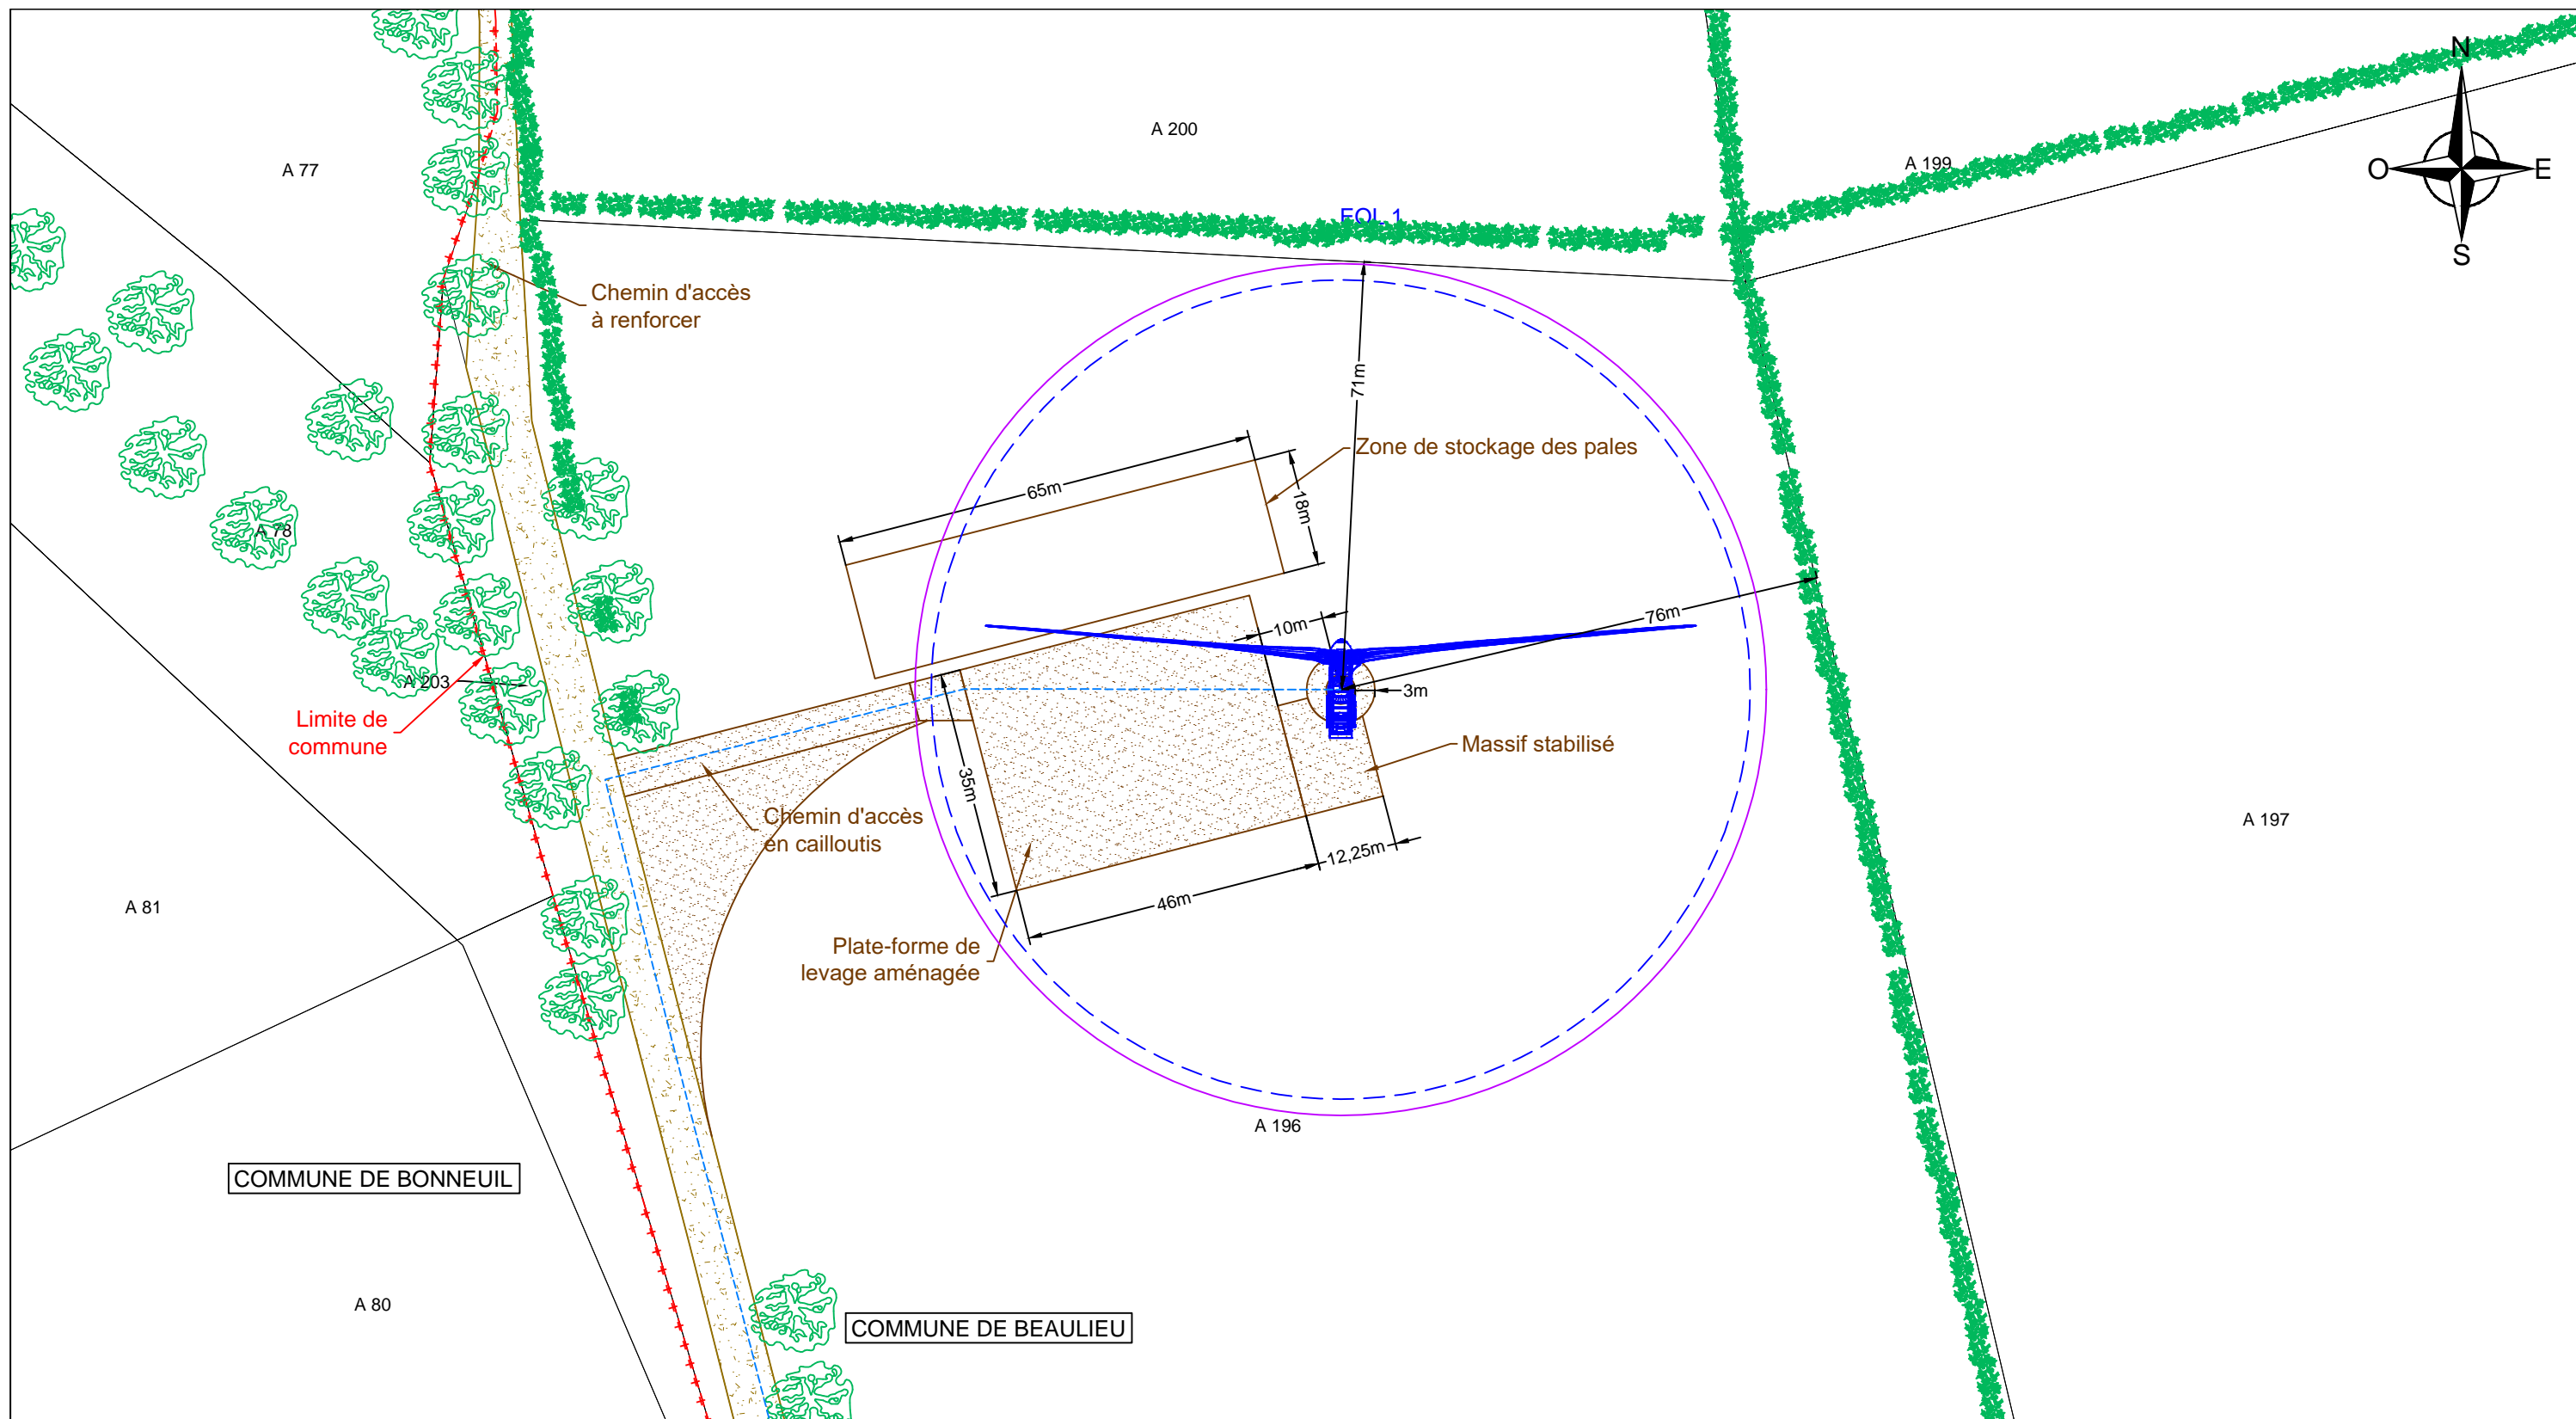 N
A 200
A 199
A 77
O
E
EOL 1
S
Chemin d'accès
à renforcer
71m
Zone de stockage des pales
65m
18m
A 78
76m
10m
A 203
3m
Limite de
commune
Massif stabilisé
35m
Chemin d'accès
en cailloutis
A 197
12,25m
46m
A 81
Plate-forme de
levage aménagée
A 196
COMMUNE DE BONNEUIL
A 80
COMMUNE DE BEAULIEU